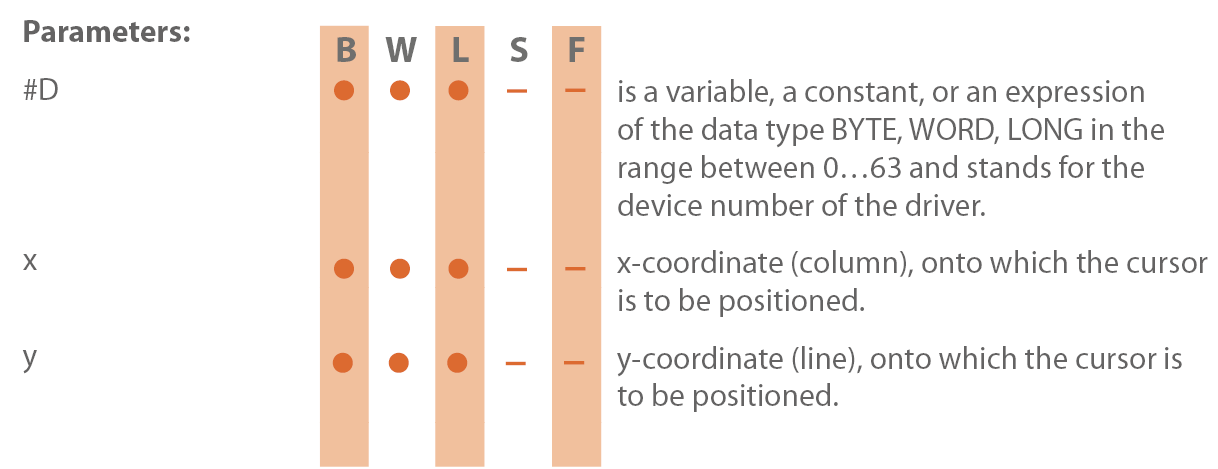 Parameters:
B W L S F
#D ● ● ● – – is a variable, a constant, or an expression
of the data type BYTE, WORD, LONG in the
range between 0…63 and stands for the
device number of the driver.
x ● ● ● – – x-coordinate (column), onto which the cursor
is to be positioned.
y ● ● ● – – y-coordinate (line), onto which the cursor is
to be positioned.